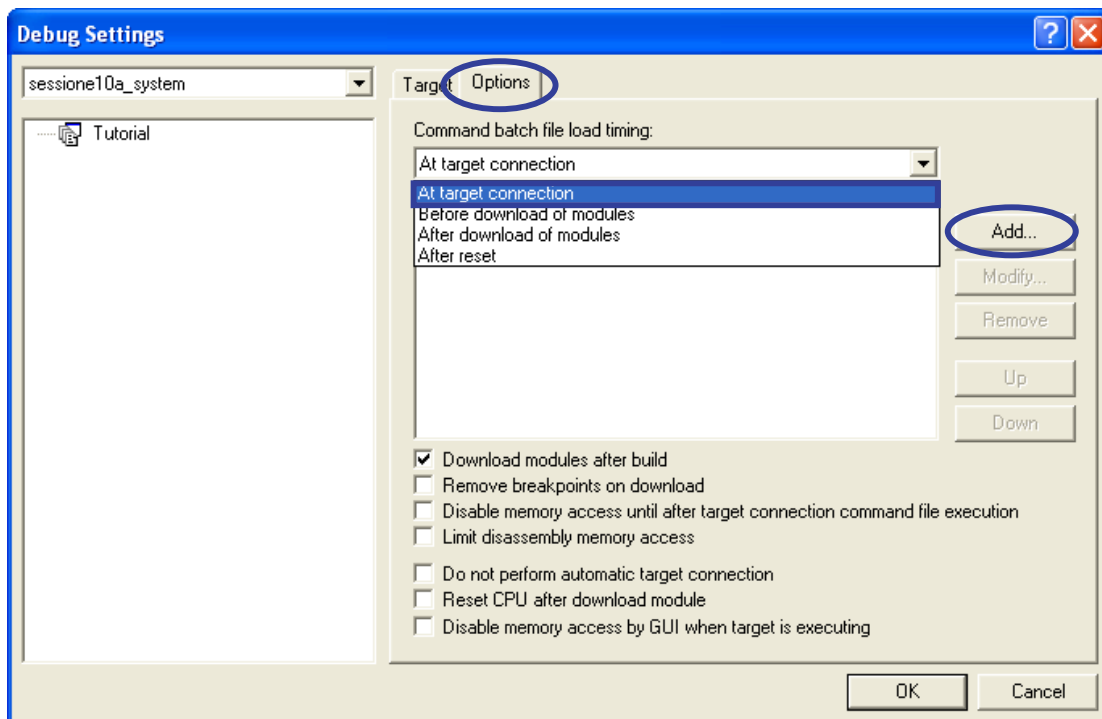 Debug Settings
sessione10a_system
Target Options
Tutorial
Command batch file load timing:
At target connection
At target connection
Before download of modules
After download of modules
After reset
Add...
Modify...
Remove
Up
Down
Download modules after build
Remove breakpoints on download
Disable memory access until after target connection command file execution
Limit disassembly memory access
Do not perform automatic target connection
Reset CPU after download module
Disable memory access by GUI when target is executing
OK Cancel